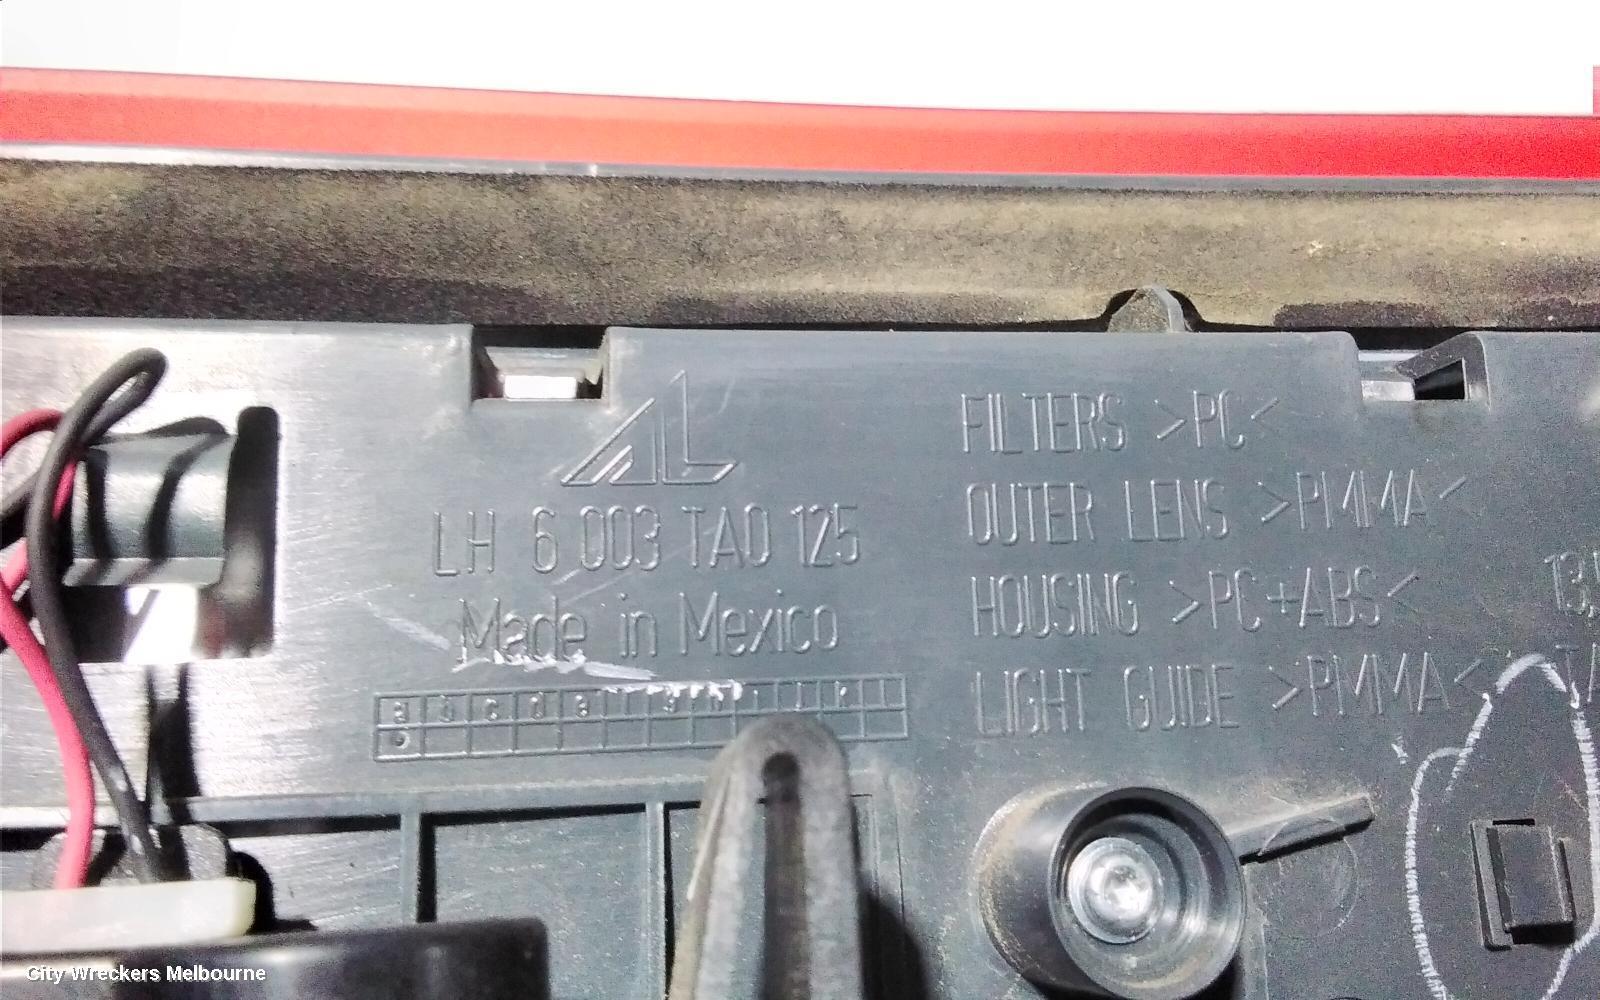 AL
LH 6 003 TA0 125
Made in Mexico
a b c d e
FILTERS >PC<
OUTER LENS >PMMA<
HOUSING >PC+ABS<
LIGHT GUIDE >PMMA<
City Wreckers Melbourne